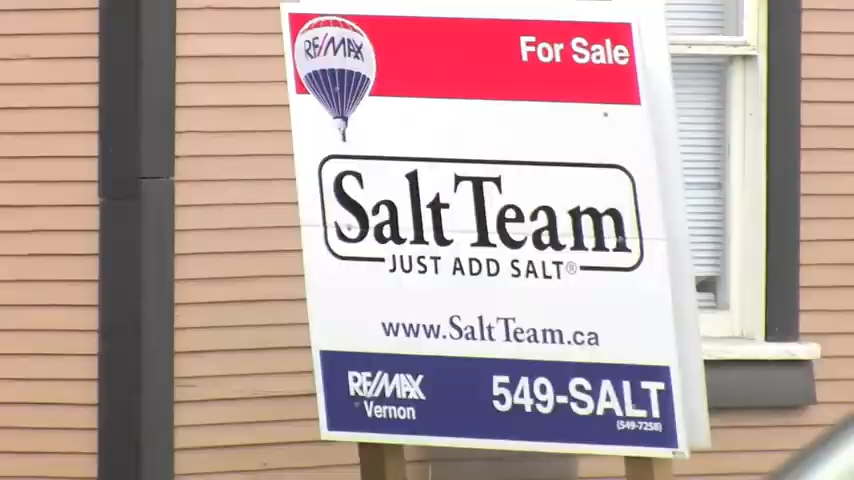 RE/MAX
For Sale
Salt Team
JUST ADD SALT®
www.SaltTeam.ca
RE/MAX
Vernon
549-SALT
(549-7258)